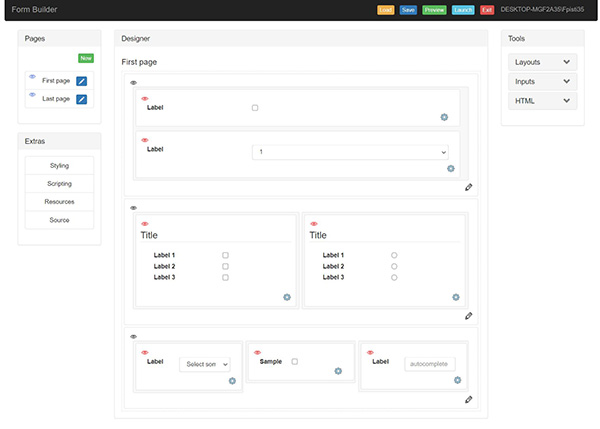 Form Builder Load Save Preview Launch Exit DESKTOP-MGF2A35\Fpisti35
Pages
New
First page
Last page
Extras
Styling
Scripting
Resources
Source
Designer
First page
Label
Label 1
Title
Label 1
Label 2
Label 3
Title
Label 1
Label 2
Label 3
Label Select som
Sample
Label autocomplete
Tools
Layouts
Inputs
HTML